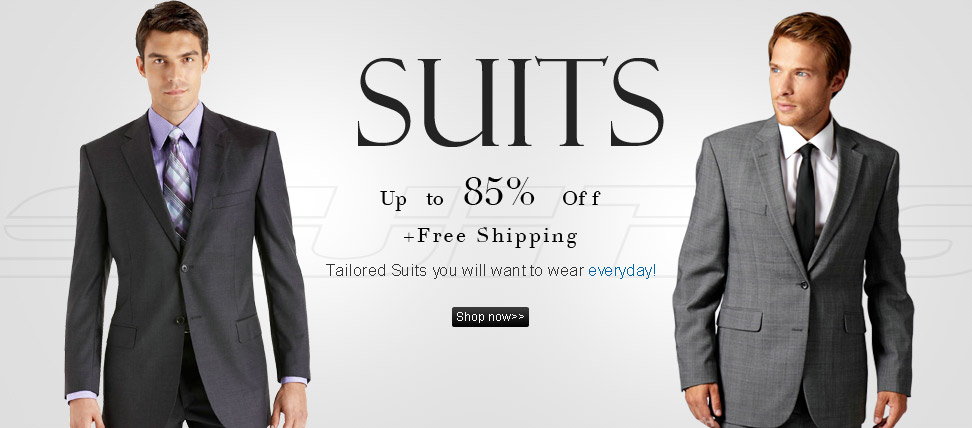 SUITS
Up to 85% Off
+Free Shipping
Tailored Suits you will want to wear everyday!
Shop now>>